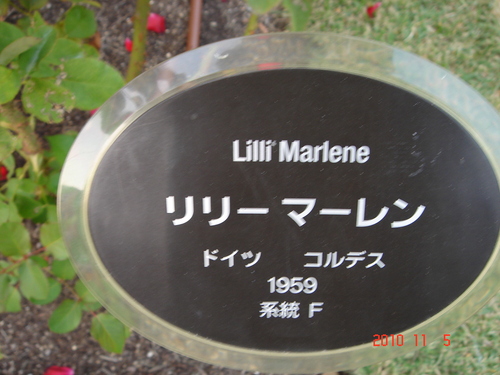 Lilli Marlene
リリー マーレン
ドイツ コルデス
1959
系統 F
2010 11 5